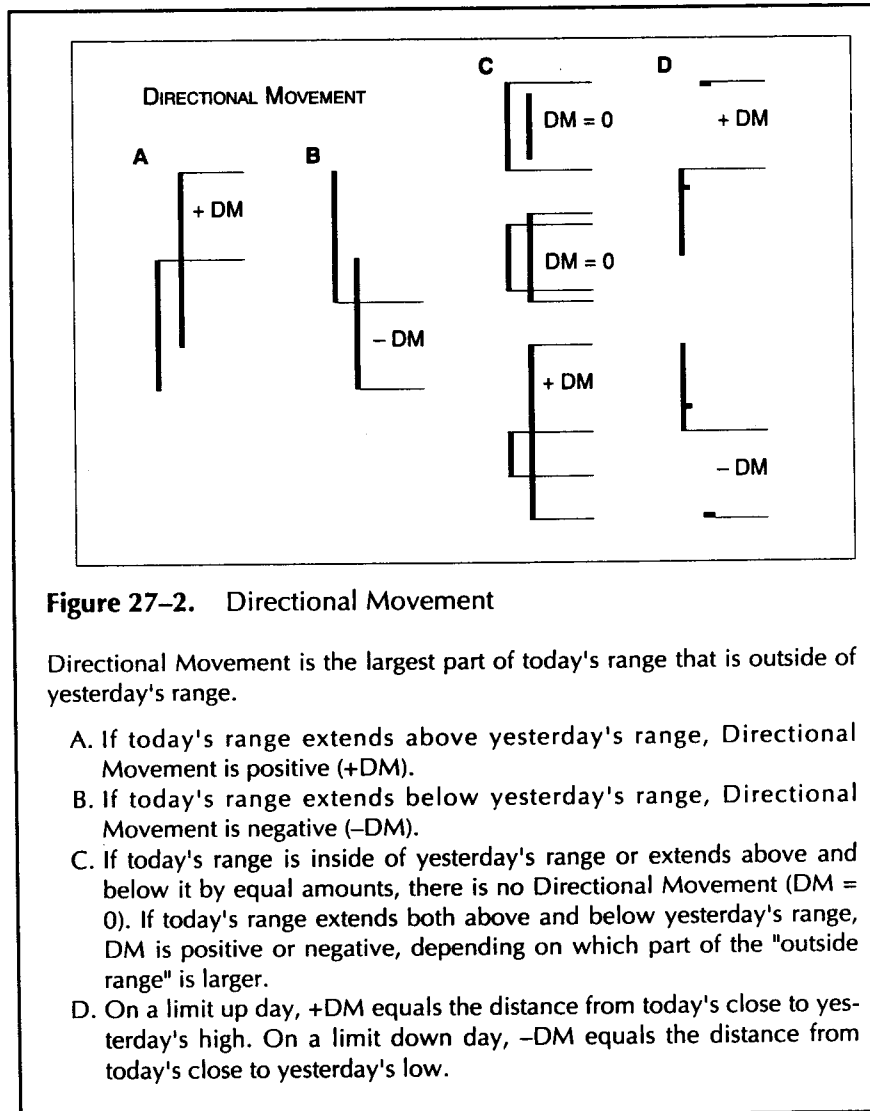 C
D
DIRECTIONAL MOVEMENT
DM = 0
+ DM
A
B
+ DM
DM = 0
– DM
+ DM
– DM
Figure 27–2. Directional Movement
Directional Movement is the largest part of today's range that is outside of
yesterday's range.
A. If today's range extends above yesterday's range, Directional
Movement is positive (+DM).
B. If today's range extends below yesterday's range, Directional
Movement is negative (–DM).
C. If today's range is inside of yesterday's range or extends above and
below it by equal amounts, there is no Directional Movement (DM =
0). If today's range extends both above and below yesterday's range,
DM is positive or negative, depending on which part of the "outside
range" is larger.
D. On a limit up day, +DM equals the distance from today's close to yes-
terday's high. On a limit down day, –DM equals the distance from
today's close to yesterday's low.